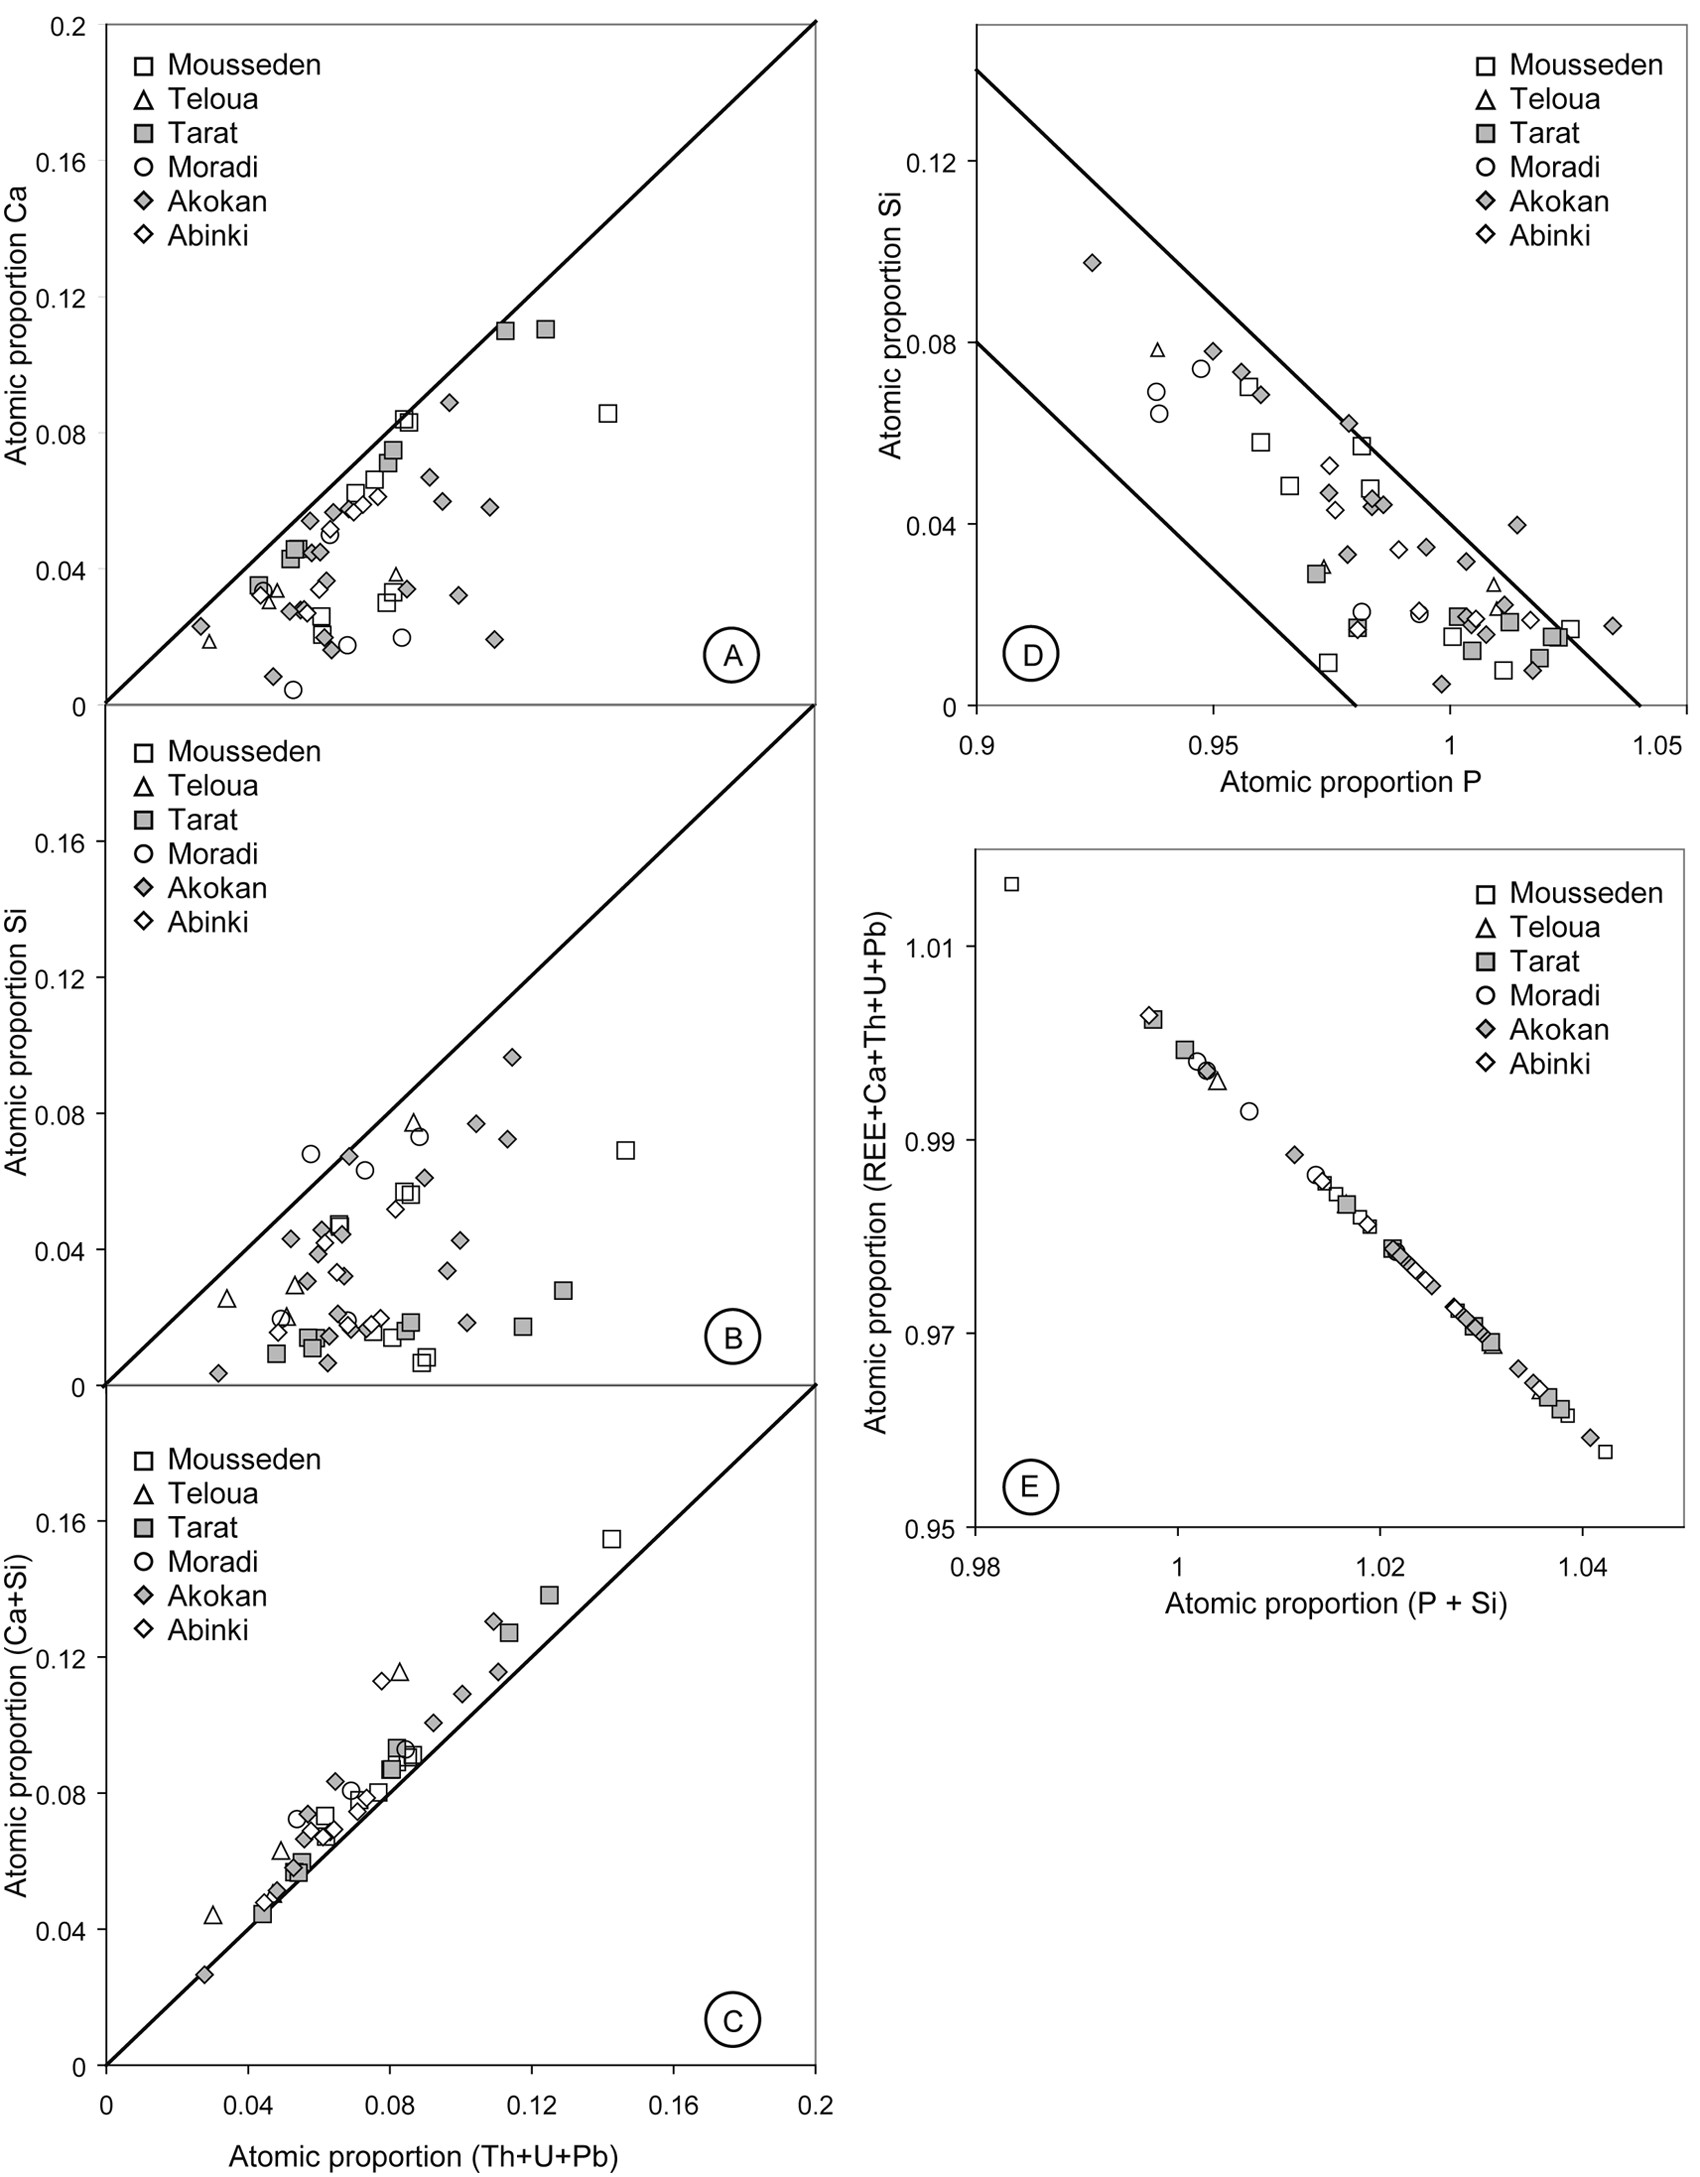 Atomic proportion Ca
0.2
0.16
0.12
0.08
0.04
0
Mousseden
Teloua
Tarat
Moradi
Akokan
Abinki
A
Atomic proportion Si
0.16
0.12
0.08
0.04
0
Mousseden
Teloua
Tarat
Moradi
Akokan
Abinki
B
Atomic proportion (Ca+Si)
0.16
0.12
0.08
0.04
0
Mousseden
Teloua
Tarat
Moradi
Akokan
Abinki
C
0 0.04 0.08 0.12 0.16 0.2
Atomic proportion (Th+U+Pb)
Atomic proportion Si
0.12
0.08
0.04
0
Mousseden
Teloua
Tarat
Moradi
Akokan
Abinki
D
0.9 0.95 1 1.05
Atomic proportion P
Atomic proportion (REE+Ca+Th+U+Pb)
1.01
0.99
0.97
0.95
Mousseden
Teloua
Tarat
Moradi
Akokan
Abinki
E
0.98 1 1.02 1.04
Atomic proportion (P + Si)